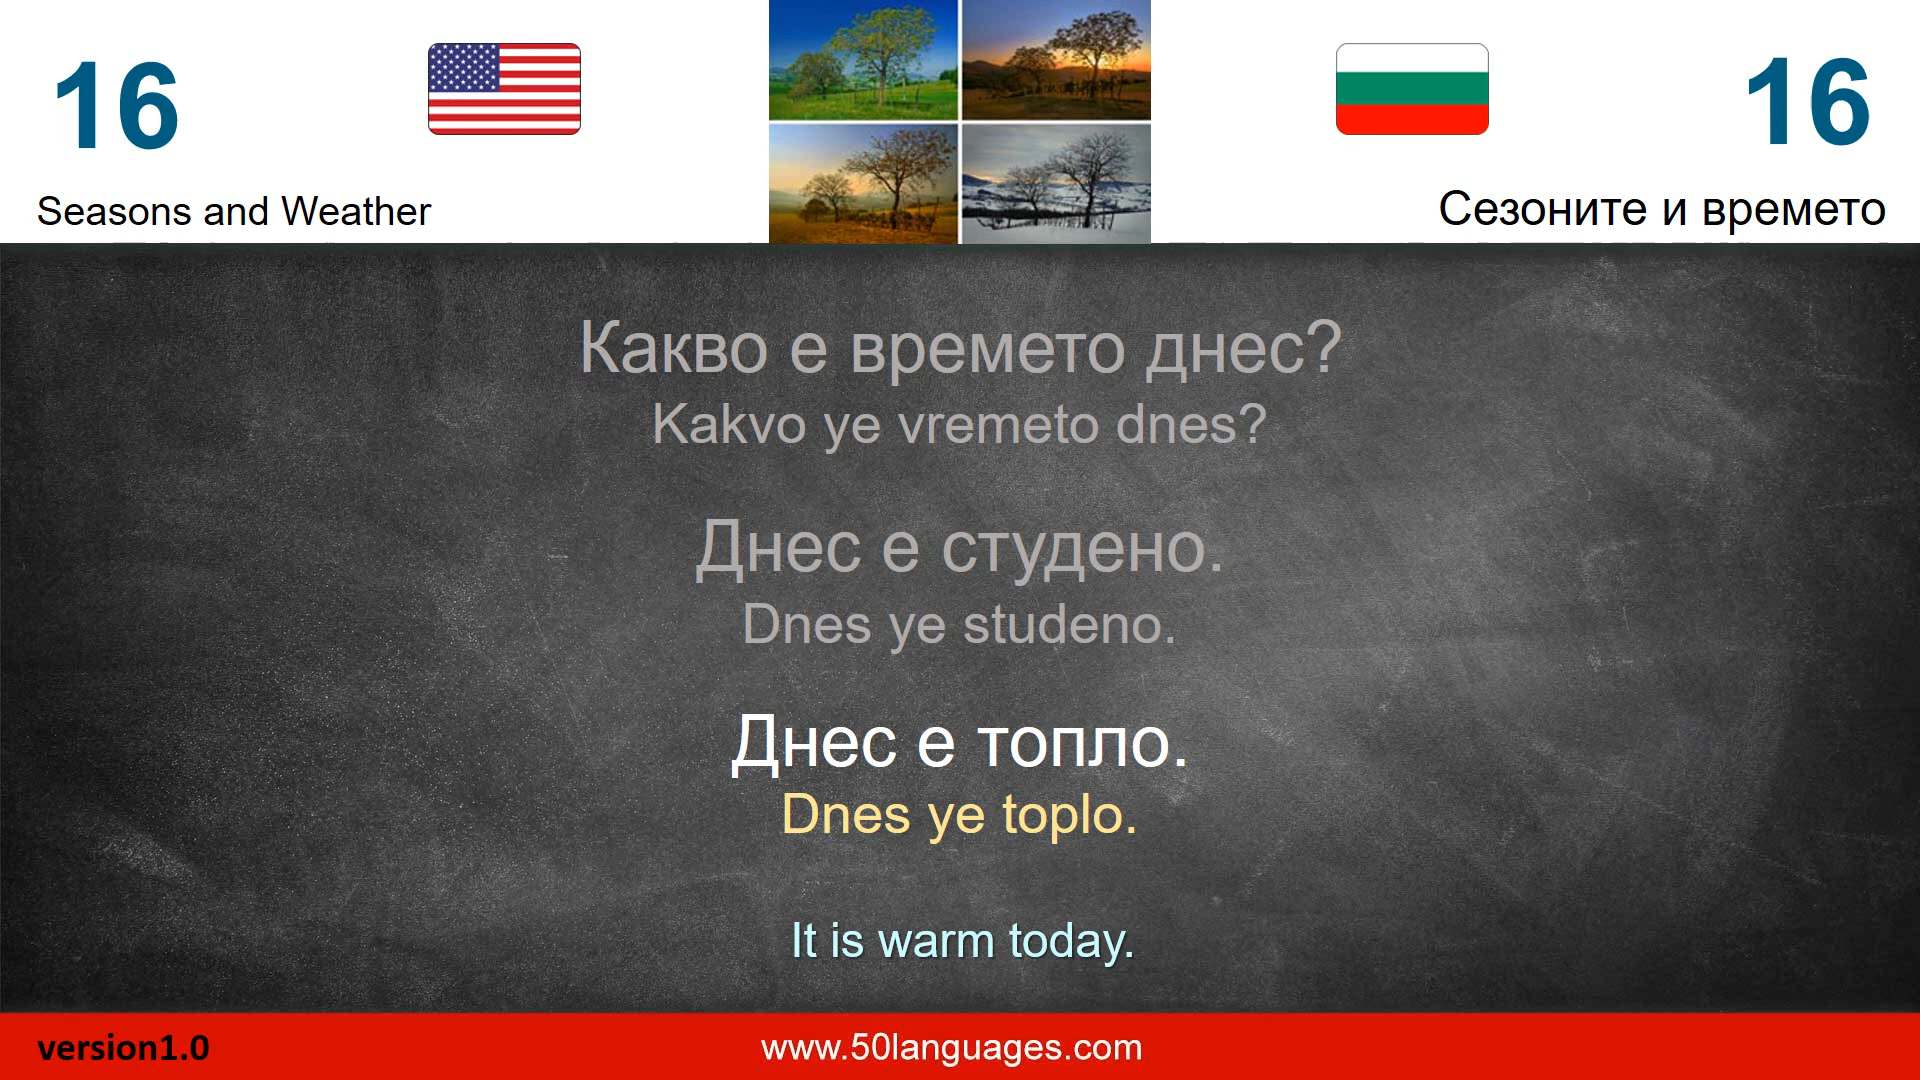 16
16
Seasons and Weather
Сезоните и времето
Какво е времето днес?
Kakvo ye vremeto dnes?
Днес е студено.
Dnes ye studeno.
Днес е топло.
Dnes ye toplo.
It is warm today.
version1.0
www.50languages.com